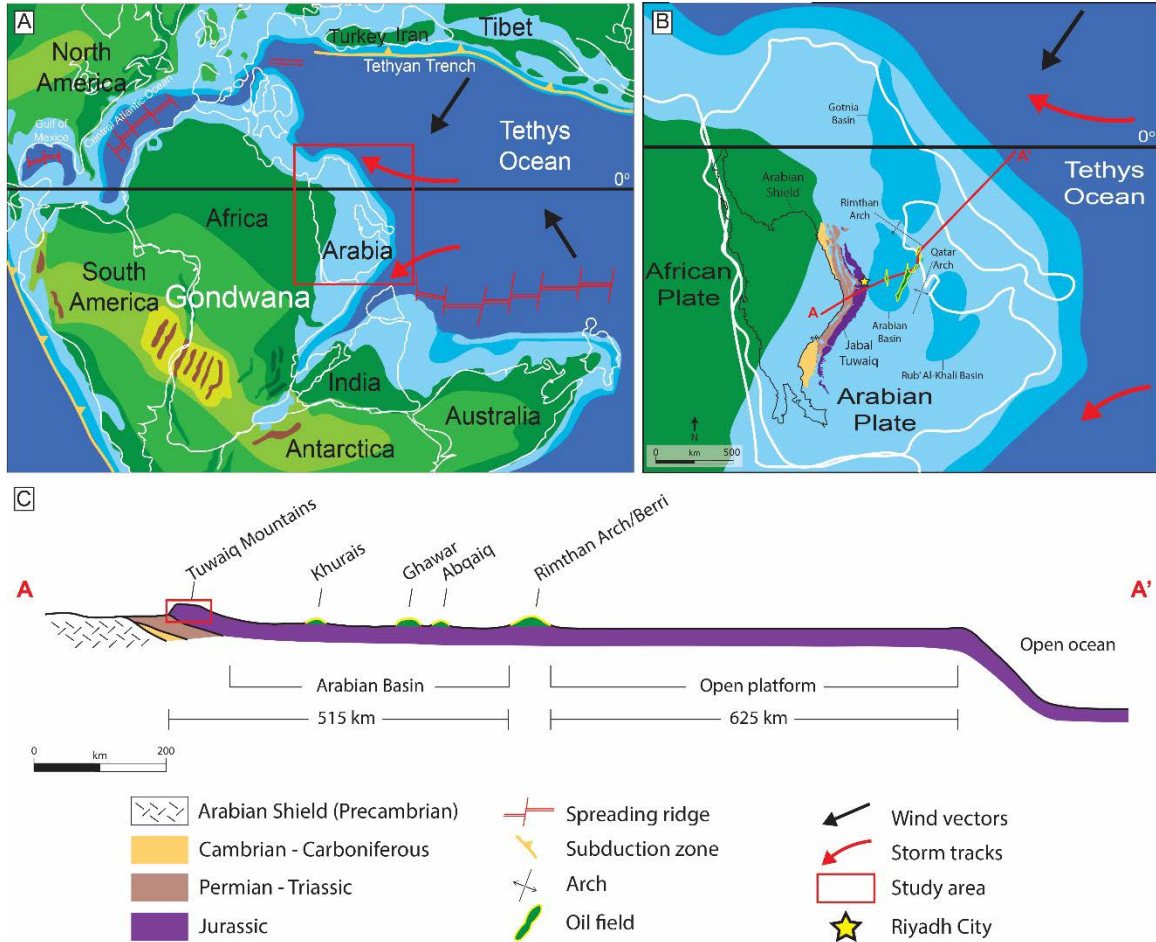 A
North
America
Turkey
Iran
Tibet
Tethyan Trench
Gulf of
Mexico
Central Atlantic Ocean
Tethys
Ocean
0°
Africa
Arabia
South
America
Gondwana
India
Australia
Antarctica
B
Gotnia
Basin
0°
A'
Tethys
Ocean
Arabian
Shield
Rimthan
Arch
Qatar
Arch
African
Plate
A
Arabian
Basin
Jabal
Tuwaiq
Rub' Al-Khali Basin
Arabian
Plate
N
0 km 500
C
A
Tuwaiq Mountains
Khurais
Ghawar
Abqaiq
Rimthan Arch/Berri
A'
Open ocean
Arabian Basin
Open platform
515 km
625 km
0 km 200
Arabian Shield (Precambrian)
Cambrian - Carboniferous
Permian - Triassic
Jurassic
Spreading ridge
Subduction zone
Arch
Oil field
Wind vectors
Storm tracks
Study area
Riyadh City